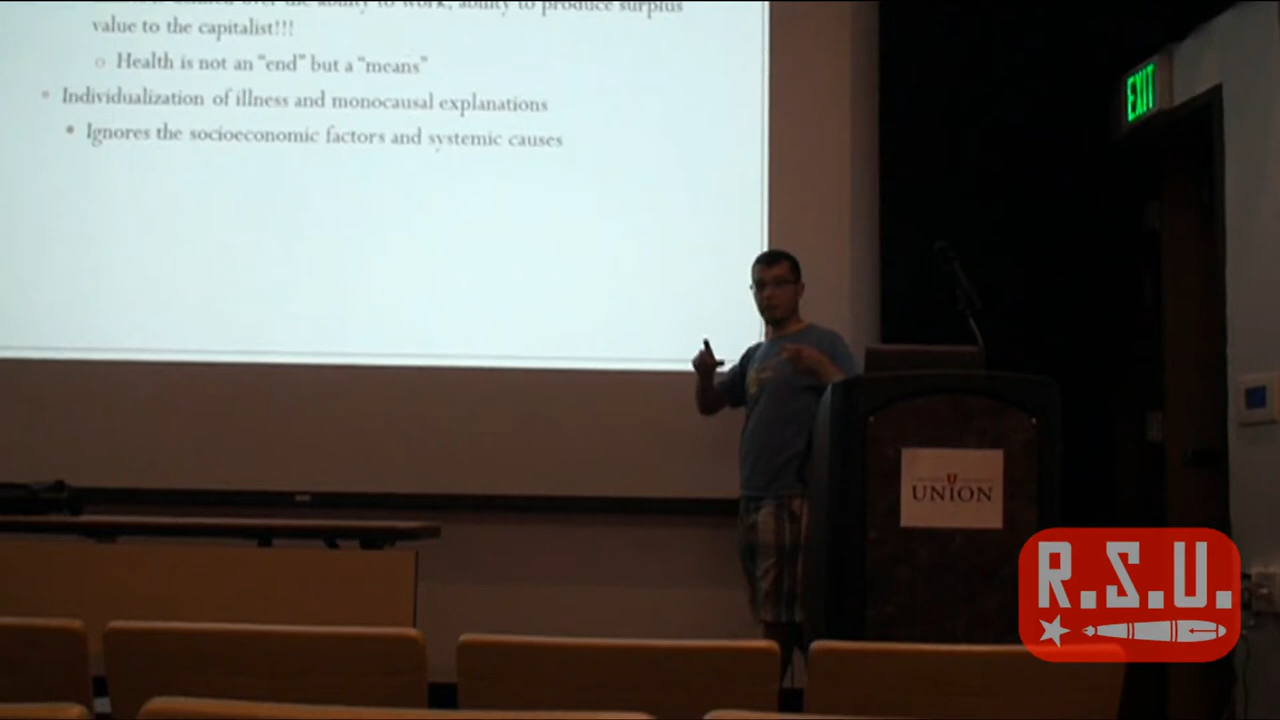 value to the capitalist!!!
Health is not an "end" but a "means"
Individualization of illness and monocausal explanations
Ignores the socioeconomic factors and systemic causes
EXIT
UNION
R.S.U.